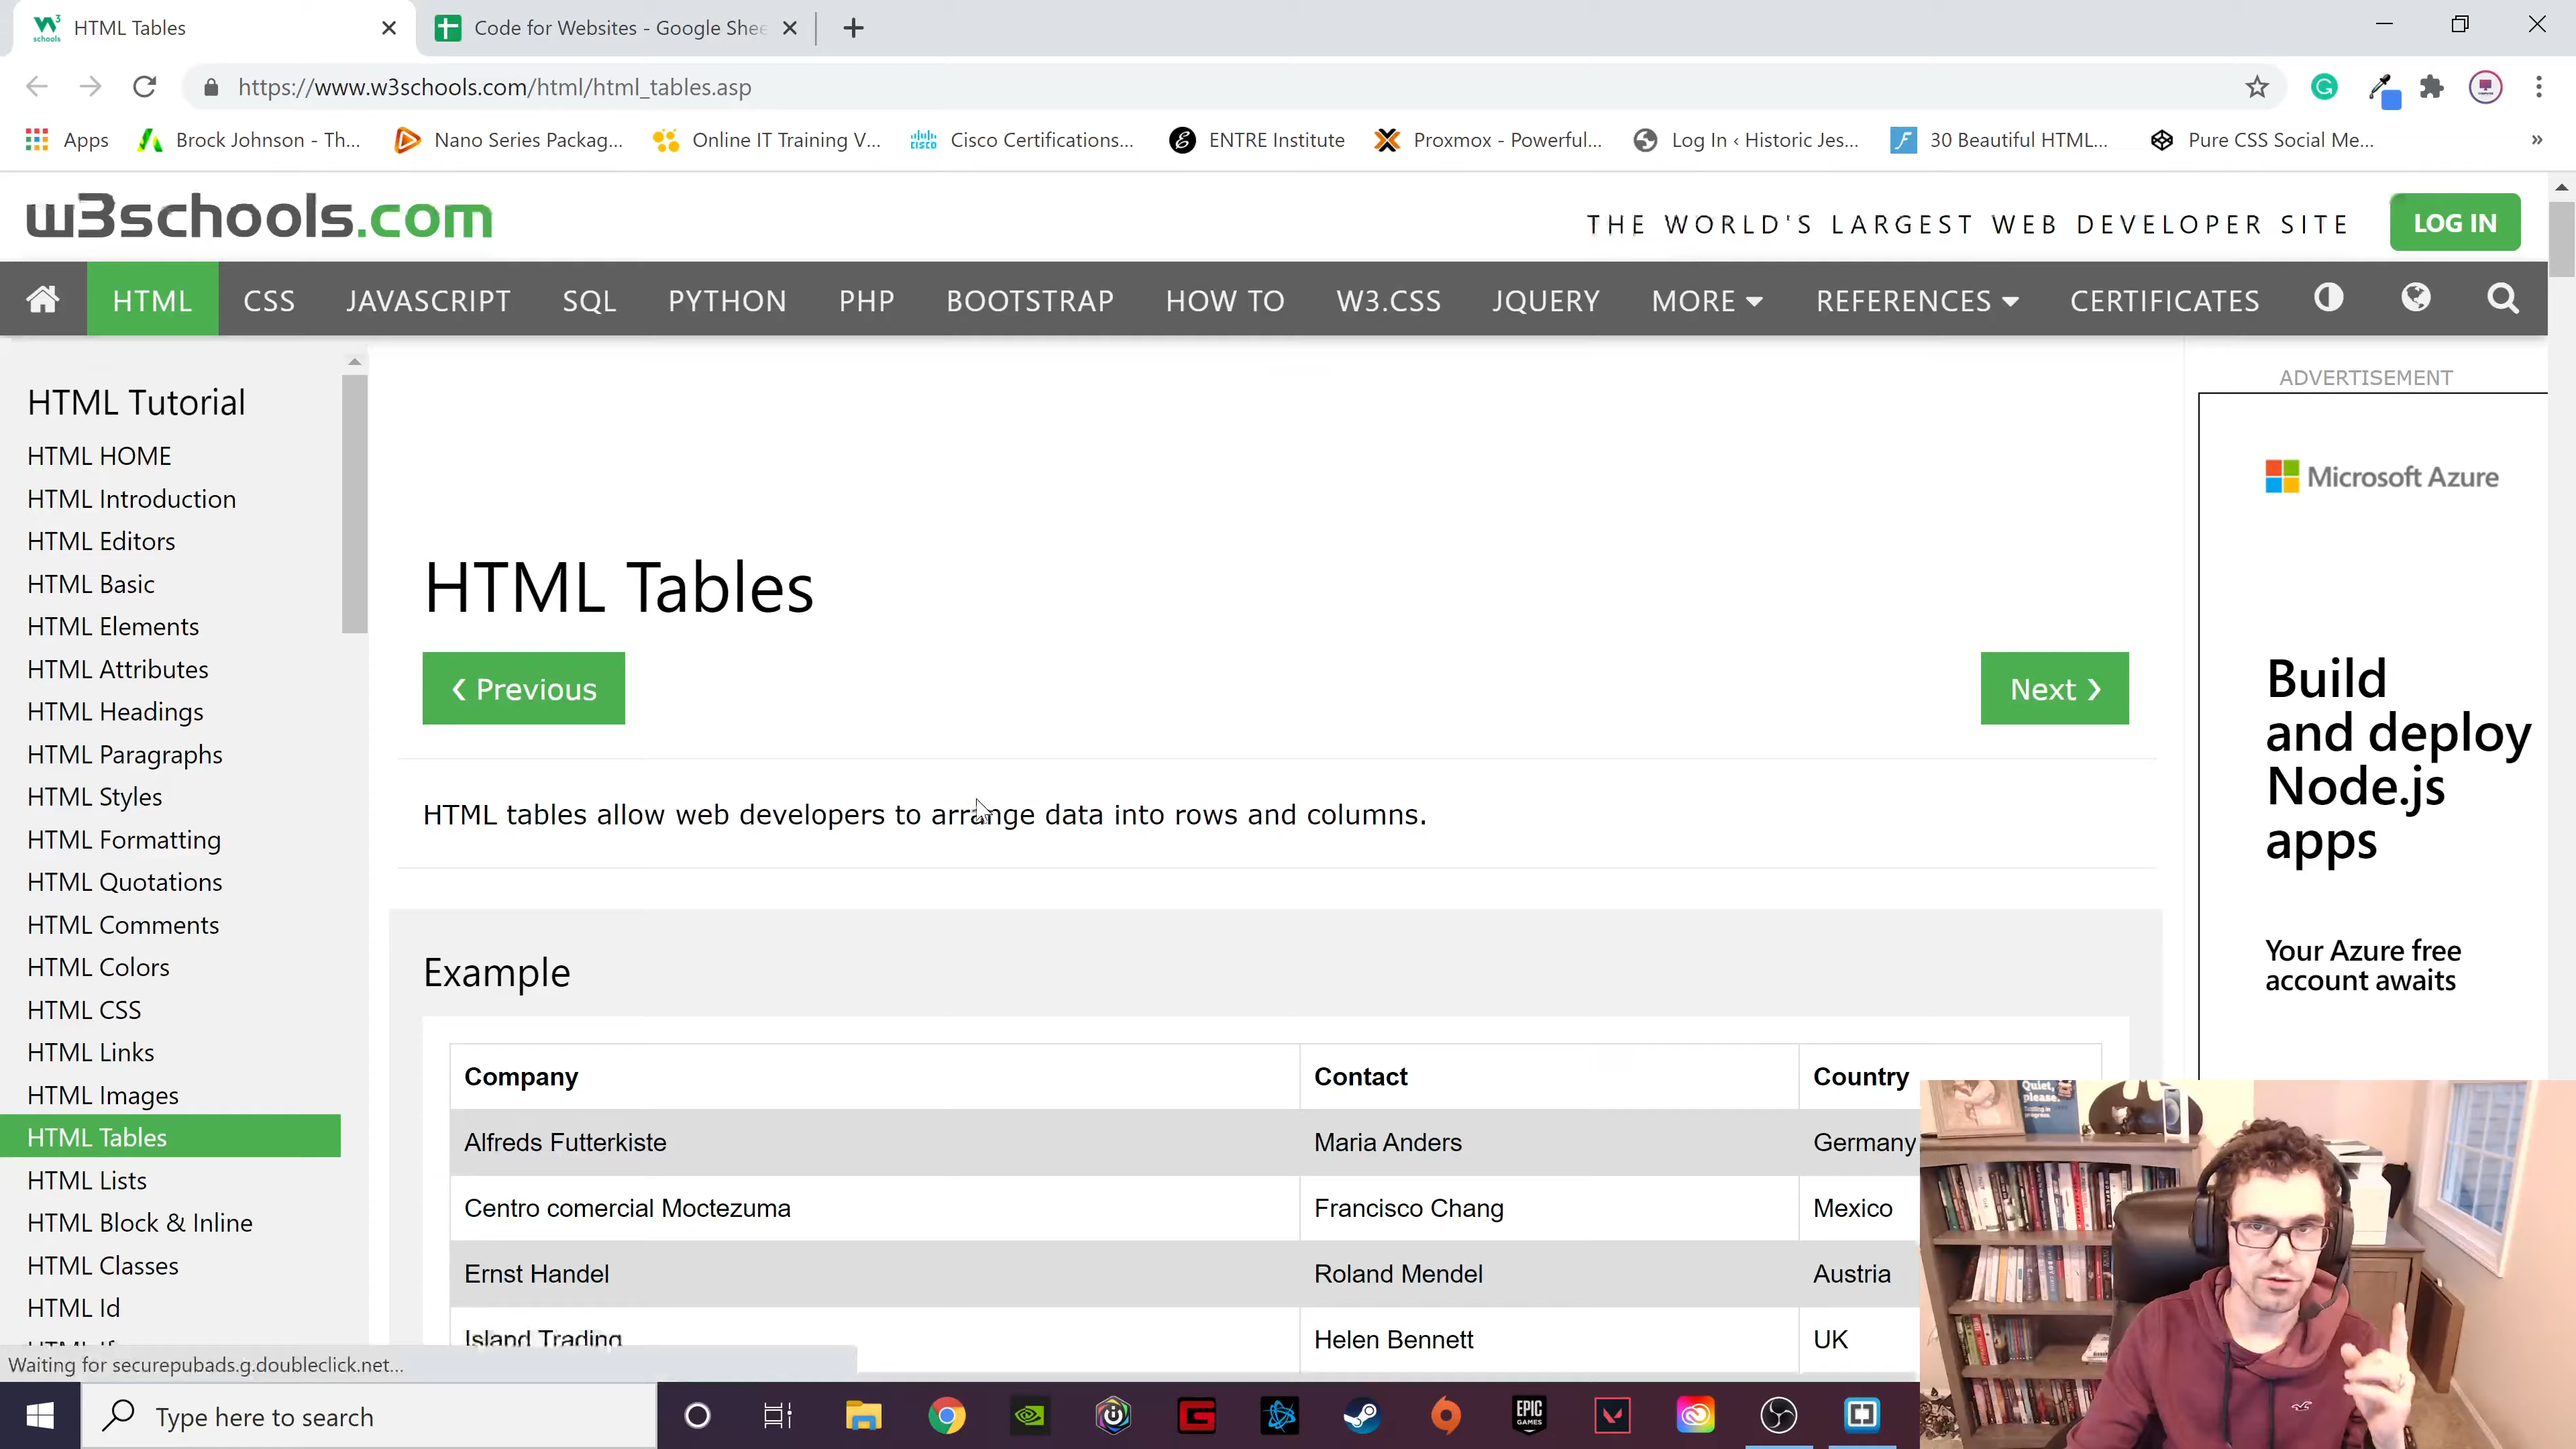 HTML Tables
Code for Websites - Google Shee
https://www.w3schools.com/html/html_tables.asp
Apps
Brock Johnson - Th...
Nano Series Packag...
Online IT Training V...
Cisco Certifications...
ENTRE Institute
Proxmox - Powerful...
Log In ‹ Historic Jes...
30 Beautiful HTML...
Pure CSS Social Me...
»
w3schools.com
THE WORLD'S LARGEST WEB DEVELOPER SITE
LOG IN
HTML CSS JAVASCRIPT SQL PYTHON PHP BOOTSTRAP HOW TO W3.CSS JQUERY MORE REFERENCES CERTIFICATES
HTML Tutorial
HTML HOME
HTML Introduction
HTML Editors
HTML Basic
HTML Elements
HTML Attributes
HTML Headings
HTML Paragraphs
HTML Styles
HTML Formatting
HTML Quotations
HTML Comments
HTML Colors
HTML CSS
HTML Links
HTML Images
HTML Tables
HTML Lists
HTML Block & Inline
HTML Classes
HTML Id
Waiting for securepubads.g.doubleclick.net...
HTML Tables
❮ Previous
Next ❯
HTML tables allow web developers to arrange data into rows and columns.
Example
Company Contact Country
Alfreds Futterkiste Maria Anders Germany
Centro comercial Moctezuma Francisco Chang Mexico
Ernst Handel Roland Mendel Austria
Island Trading Helen Bennett UK
ADVERTISEMENT
Microsoft Azure
Build
and deploy
Node.js
apps
Your Azure free
account awaits
Quiet,
please.
Type here to search
EPIC
GAMES